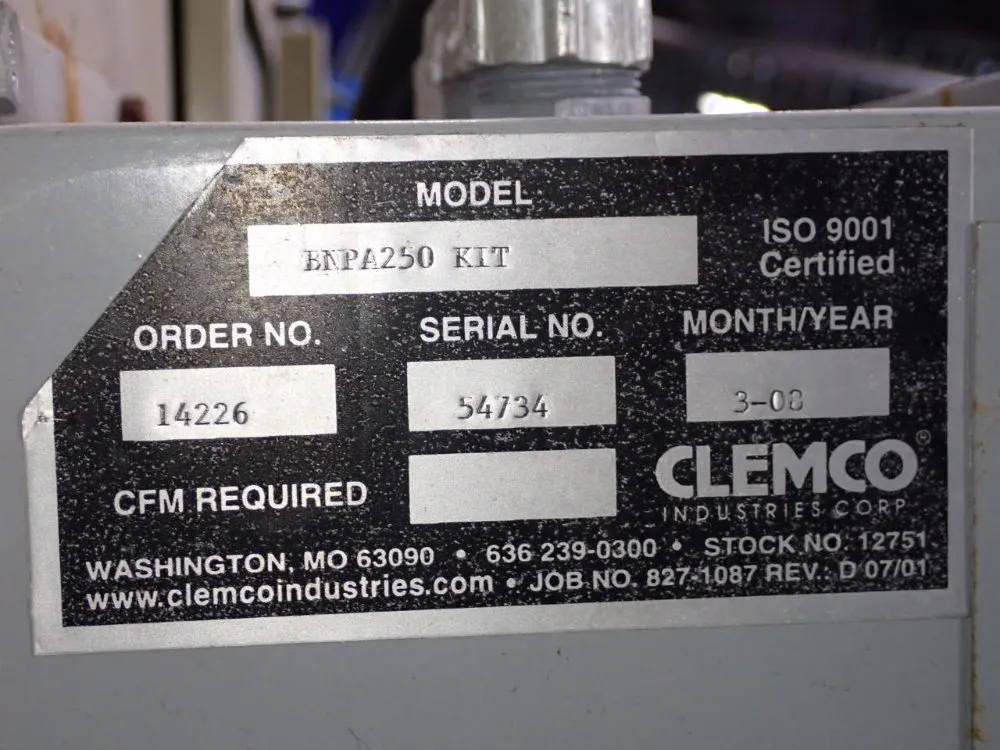 MODEL
BNPA250 KIT
ISO 9001
Certified
ORDER NO.
SERIAL NO.
MONTH/YEAR
14226
54734
3-08
CFM REQUIRED
CLEMCO®
INDUSTRIES CORP
WASHINGTON, MO 63090 • 636 239-0300 • STOCK NO. 12751
www.clemcoindustries.com • JOB NO. 827-1087 REV.: D 07/01